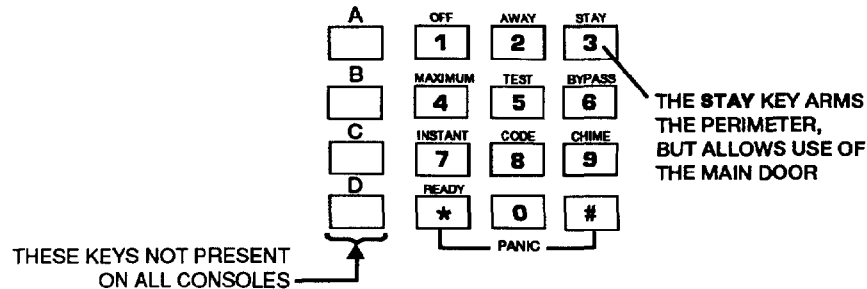 A OFF AWAY STAY
1 2 3
B MAXIMUM TEST BYPASS
4 5 6
THE STAY KEY ARMS
THE PERIMETER,
BUT ALLOWS USE OF
THE MAIN DOOR
C INSTANT CODE CHIME
7 8 9
D READY
* 0 #
PANIC
THESE KEYS NOT PRESENT
ON ALL CONSOLES